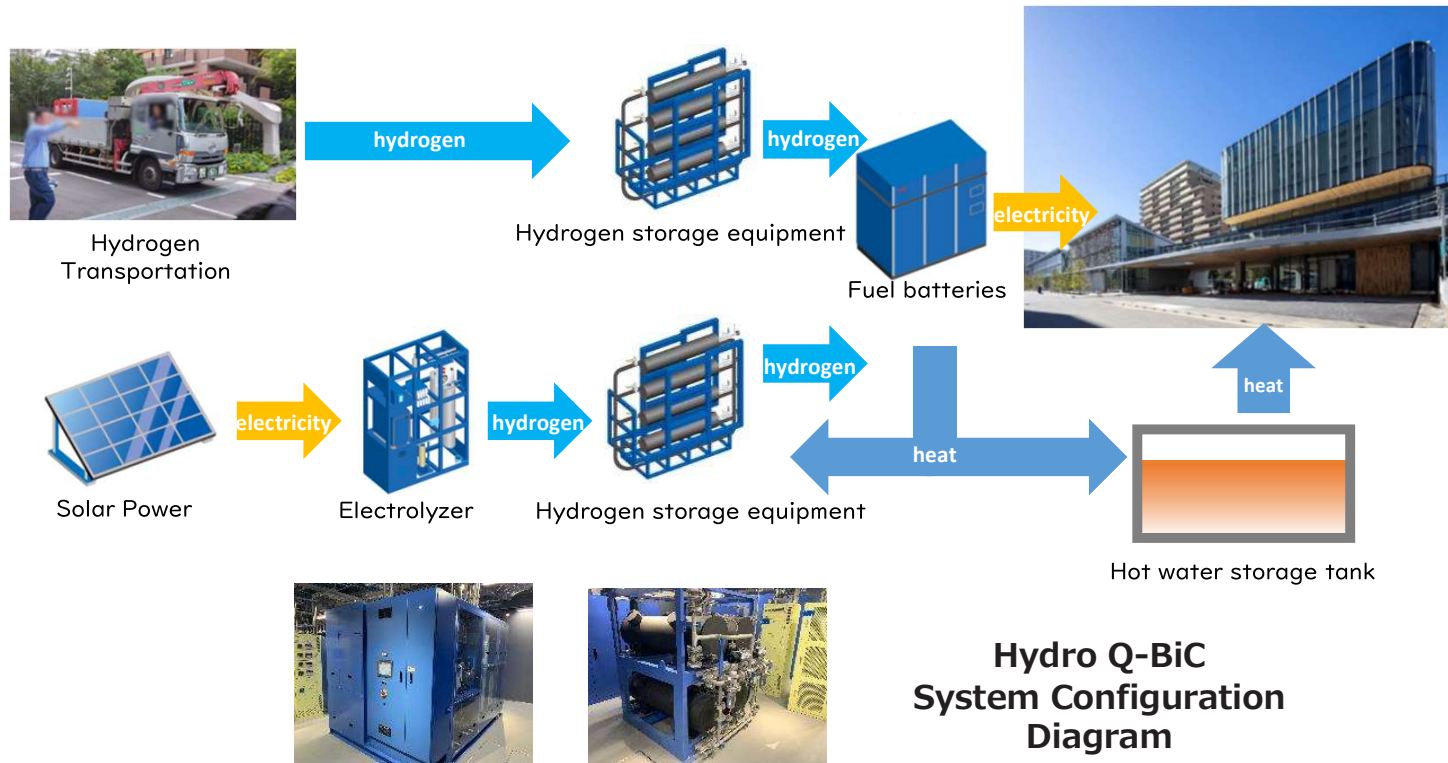 hydrogen
hydrogen
electricity
Hydrogen
Transportation
Hydrogen storage equipment
Fuel batteries
electricity
hydrogen
hydrogen
heat
heat
Solar Power
Electrolyzer
Hydrogen storage equipment
Hot water storage tank
Hydro Q-BiC
System Configuration
Diagram